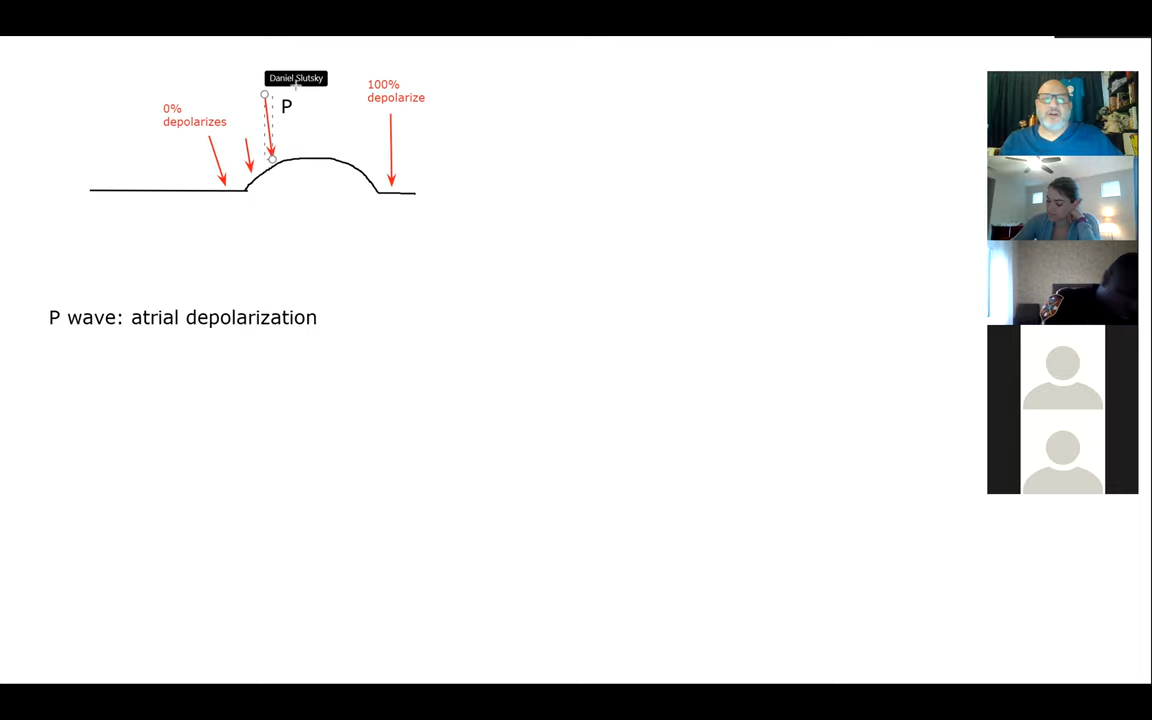 Daniel Slutsky
100%
depolarize
P
0%
depolarizes
P wave: atrial depolarization